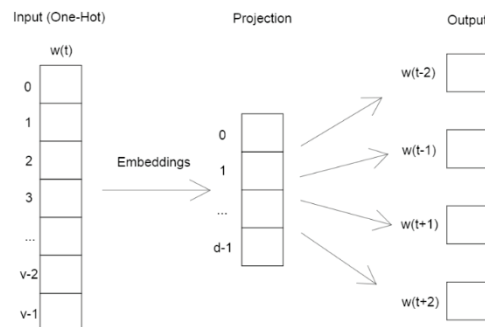 Input (One-Hot)
Projection
Output
w(t)
0
1
2
3
...
v-2
v-1
Embeddings
0
1
...
d-1
w(t-2)
w(t-1)
w(t+1)
w(t+2)